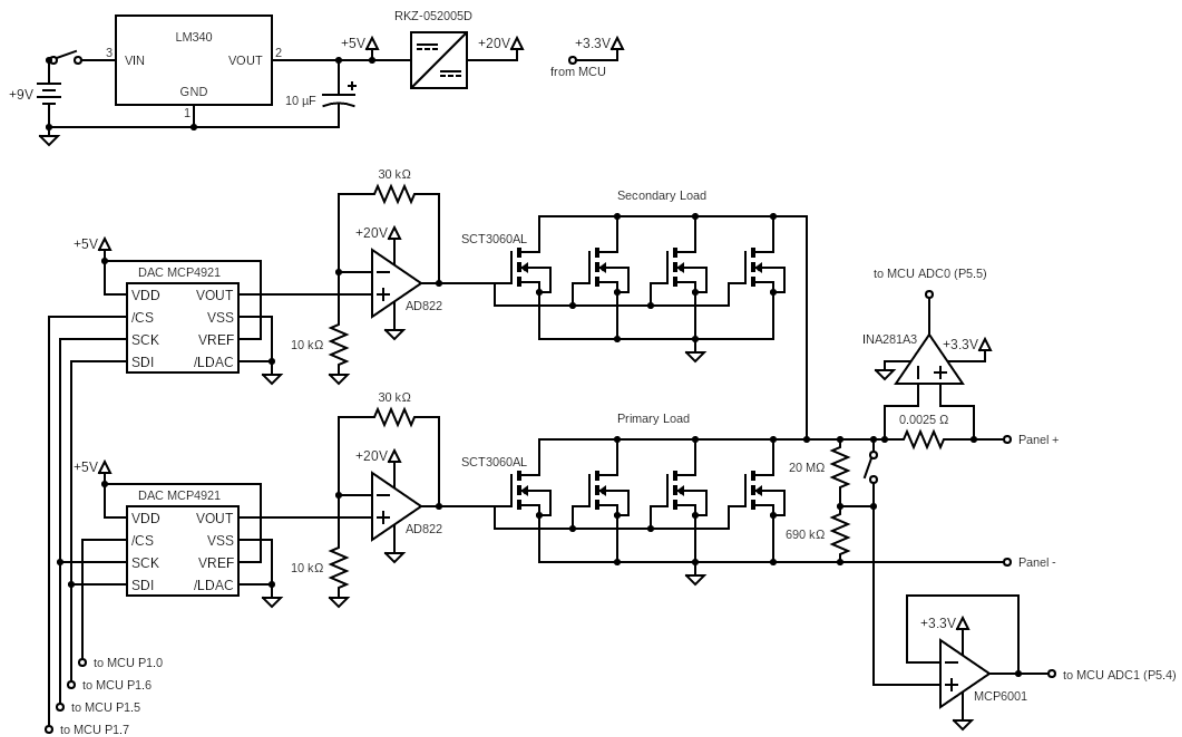 RKZ-052005D
LM340
+5V
+20V
+3.3V
3
VIN
VOUT
2
from MCU
+9V
GND
10 µF
+
1
30 kΩ
Secondary Load
+5V
+20V
SCT3060AL
DAC MCP4921
VDD
VOUT
/CS
VSS
SCK
VREF
SDI
/LDAC
AD822
10 kΩ
to MCU ADC0 (P5.5)
INA281A3
+3.3V
30 kΩ
Primary Load
0.0025 Ω
Panel +
+5V
+20V
SCT3060AL
20 MΩ
DAC MCP4921
VDD
VOUT
/CS
VSS
SCK
VREF
SDI
/LDAC
AD822
10 kΩ
690 kΩ
Panel -
+3.3V
to MCU P1.0
to MCU P1.6
to MCU P1.5
to MCU P1.7
to MCU ADC1 (P5.4)
MCP6001